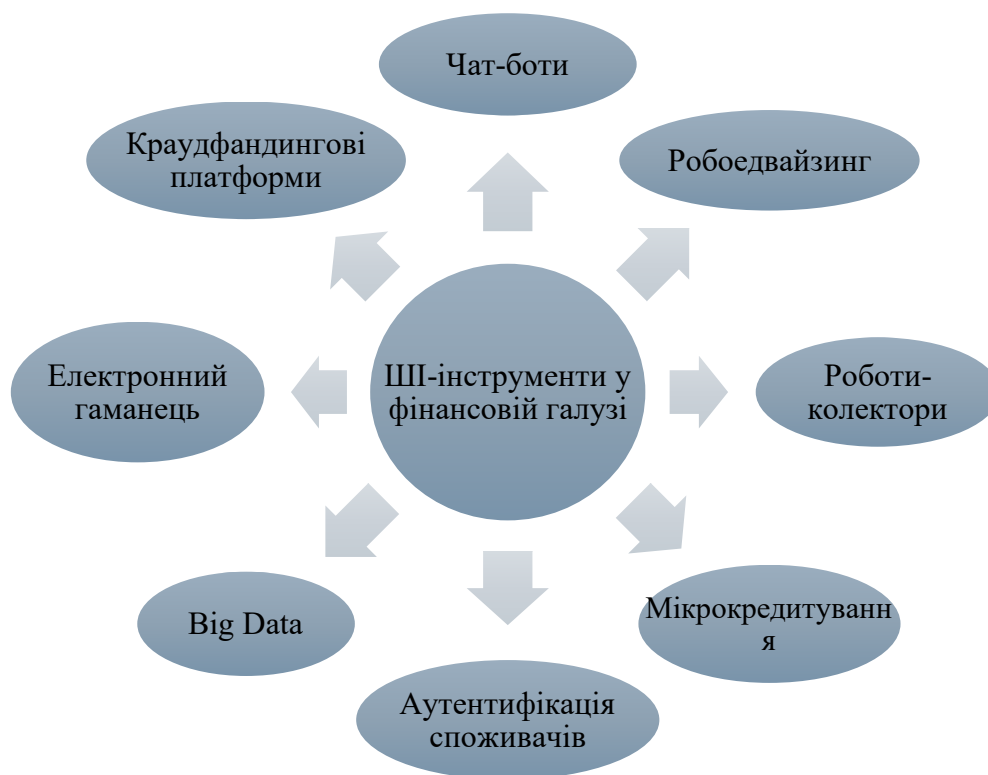 Чат-боти
Краудфандингові
платформи
Робоедвайзинг
Електронний
гаманець
ШІ-інструменти у
фінансовій галузі
Роботи-
колектори
Big Data
Мікрокредитуванн
я
Аутентифікація
споживачів